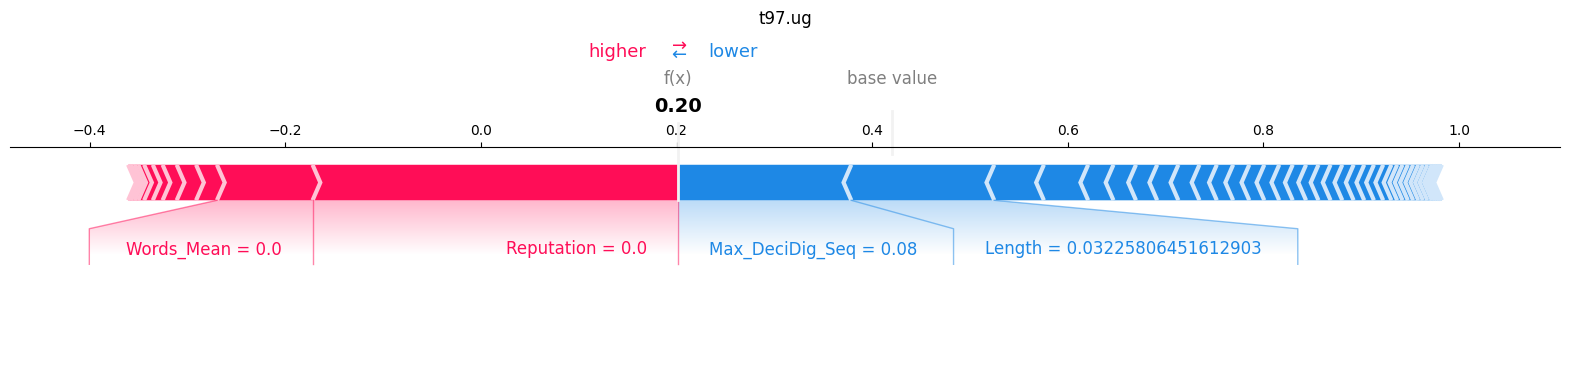 t97.ug
higher ⇄ lower
f(x) base value
0.20
−0.4 −0.2 0.0 0.2 0.4 0.6 0.8 1.0
Words_Mean = 0.0 Reputation = 0.0 Max_DeciDig_Seq = 0.08 Length = 0.03225806451612903